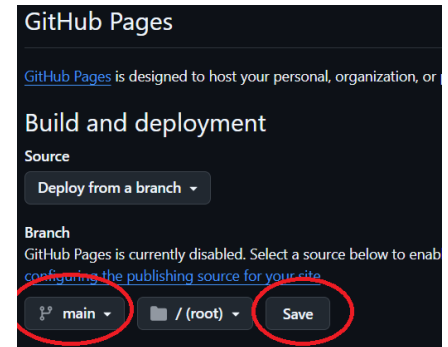 GitHub Pages
GitHub Pages is designed to host your personal, organization, or
Build and deployment
Source
Deploy from a branch
Branch
GitHub Pages is currently disabled. Select a source below to enab
configuring the publishing source for your site
main
/ (root)
Save